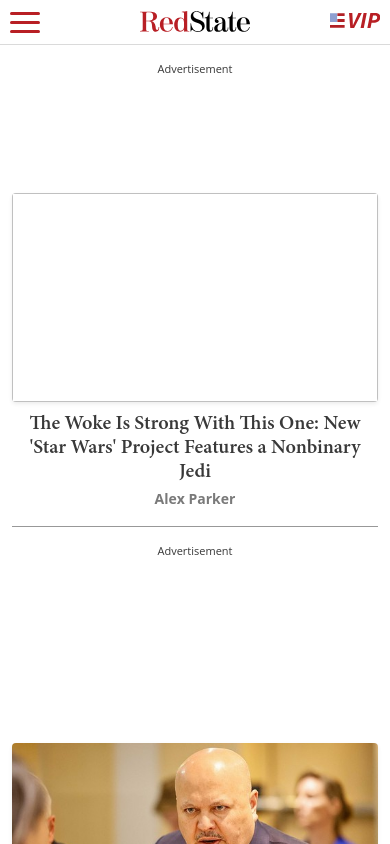 RedState
VIP
Advertisement
The Woke Is Strong With This One: New
'Star Wars' Project Features a Nonbinary
Jedi
Alex Parker
Advertisement